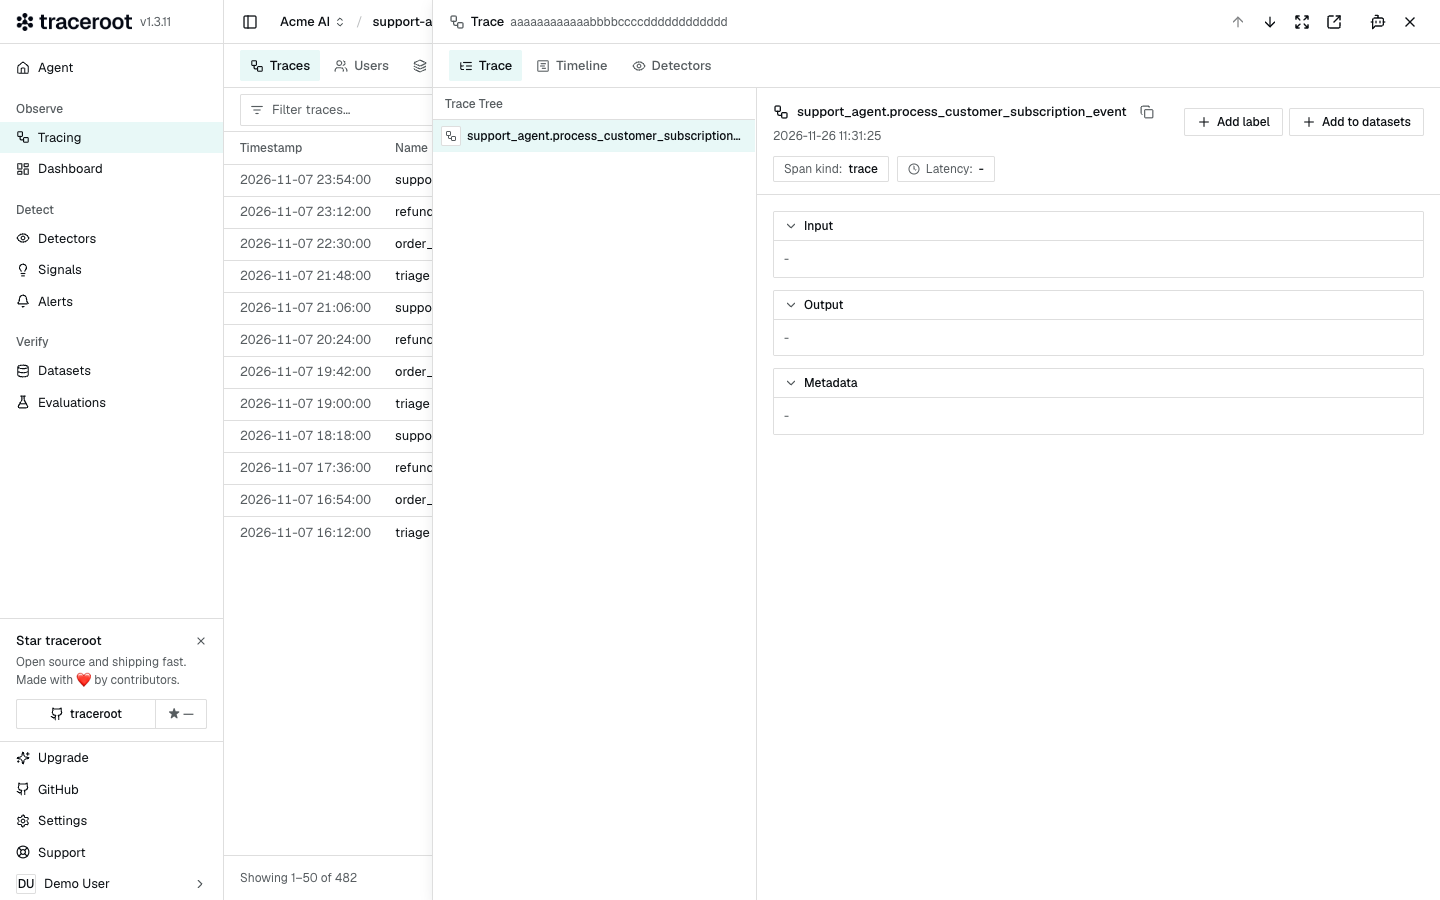 traceroot v1.3.11
Agent
Observe
Tracing
Dashboard
Detect
Detectors
Signals
Alerts
Verify
Datasets
Evaluations
Star traceroot
Open source and shipping fast.
Made with ❤️ by contributors.
traceroot ★ —
Upgrade
GitHub
Settings
Support
DU Demo User
Acme AI / support-a
Traces Users
Filter traces...
Timestamp Name
2026-11-07 23:54:00 suppo
2026-11-07 23:12:00 refund
2026-11-07 22:30:00 order_
2026-11-07 21:48:00 triage
2026-11-07 21:06:00 suppo
2026-11-07 20:24:00 refund
2026-11-07 19:42:00 order_
2026-11-07 19:00:00 triage
2026-11-07 18:18:00 suppo
2026-11-07 17:36:00 refund
2026-11-07 16:54:00 order_
2026-11-07 16:12:00 triage
Showing 1–50 of 482
Trace aaaaaaaaaaaabbbbccccdddddddddddd
Trace Timeline Detectors
Trace Tree
support_agent.process_customer_subscription...
support_agent.process_customer_subscription_event
2026-11-26 11:31:25
Add label
Add to datasets
Span kind: trace
Latency: -
Input
-
Output
-
Metadata
-